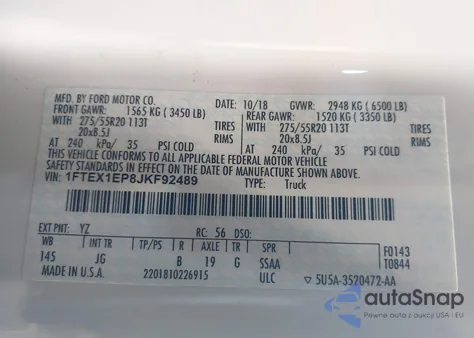 MFD. BY FORD MOTOR CO.
DATE: 10/18 GVWR: 2948 KG (6500 LB)
FRONT GAWR: 1565 KG (3450 LB) REAR GAWR: 1520 KG (3350 LB)
WITH 275/55R20 113T TIRES WITH 275/55R20 113T TIRES
20x8.5J RIMS 20x8.5J RIMS
AT 240 kPa/ 35 PSI COLD AT 240 kPa/ 35 PSI COLD
THIS VEHICLE CONFORMS TO ALL APPLICABLE FEDERAL MOTOR VEHICLE
SAFETY STANDARDS IN EFFECT ON THE DATE OF MANUFACTURE SHOWN ABOVE.
VIN: 1FTEX1EP8JKF92489 TYPE: Truck
EXT PNT: YZ RC: 56 DSO:
WB INT TR TP/PS R AXLE TR SPR F0143
145 JG B 19 G SSAA T0844
MADE IN U.S.A. 2201810226915 ULC 5U5A-3520472-AA
autoSnap
Pewne auto z aukcji USA i EU